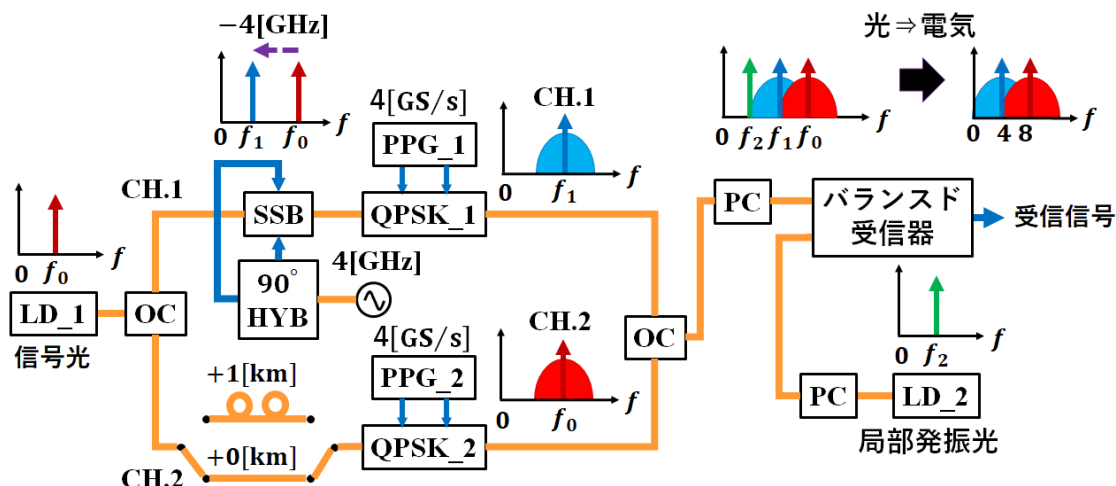 −4[GHz]
0 f₁ f₀ f
4[GS/s]
PPG_1
CH.1
0 f₁ f
光⇒電気
0 f₂ f₁ f₀ f
0 4 8 f
CH.1
SSB
QPSK_1
PC
バランスド
受信器
受信信号
0 f₀ f
LD_1
信号光
OC
90°
HYB
4[GHz]
4[GS/s]
PPG_2
CH.2
0 f₀ f
OC
0 f₂ f
+1[km]
+0[km]
CH.2
QPSK_2
PC
LD_2
局部発振光